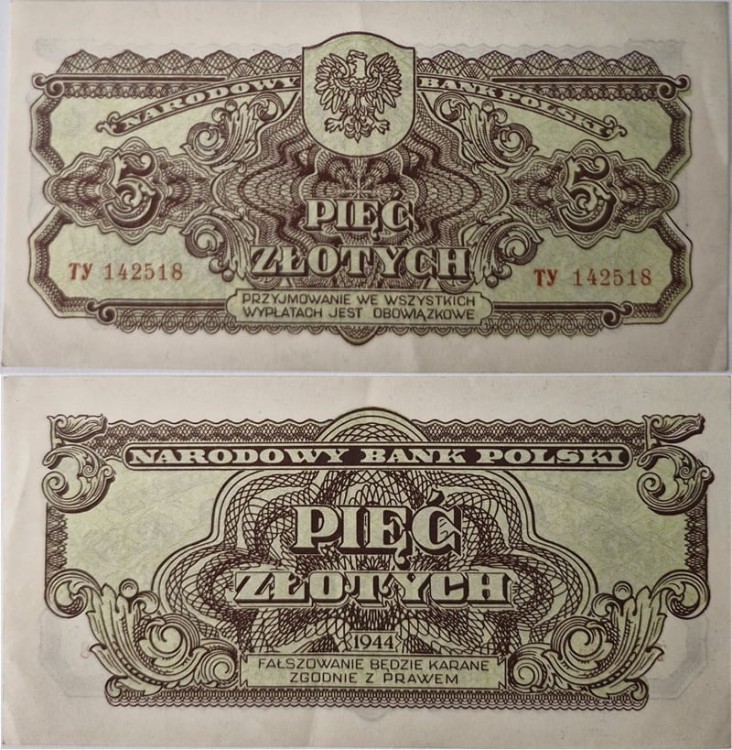 NARODOWY BANK POLSKI
5 5
PIĘĆ
ZŁOTYCH
ТУ 142518 ТУ 142518
PRZYJMOWANIE WE WSZYSTKICH
WYPŁATACH JEST OBOWIĄZKOWE
5 5
NARODOWY BANK POLSKI
PIĘĆ
ZŁOTYCH
1944
FAŁSZOWANIE BĘDZIE KARANE
ZGODNIE Z PRAWEM